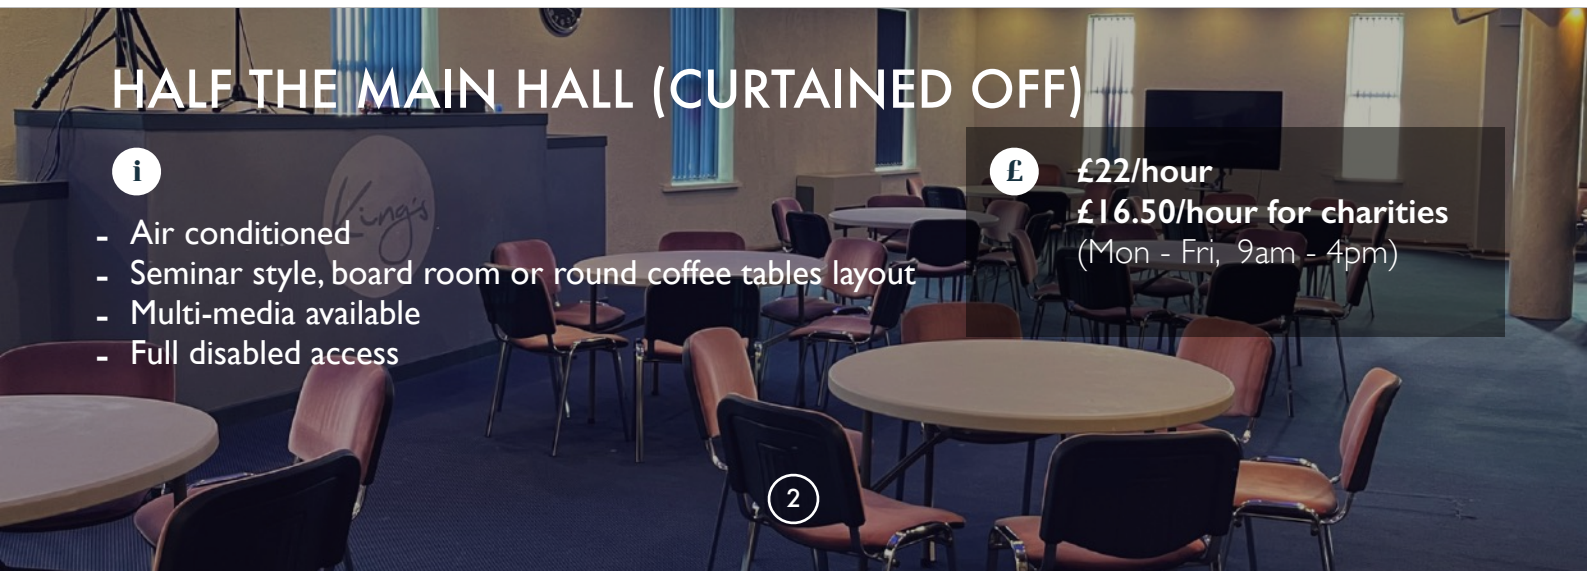 HALF THE MAIN HALL (CURTAINED OFF)
i
- Air conditioned
- Seminar style, board room or round coffee tables layout
- Multi-media available
- Full disabled access
£
£22/hour
£16.50/hour for charities
(Mon - Fri, 9am - 4pm)
King's
2